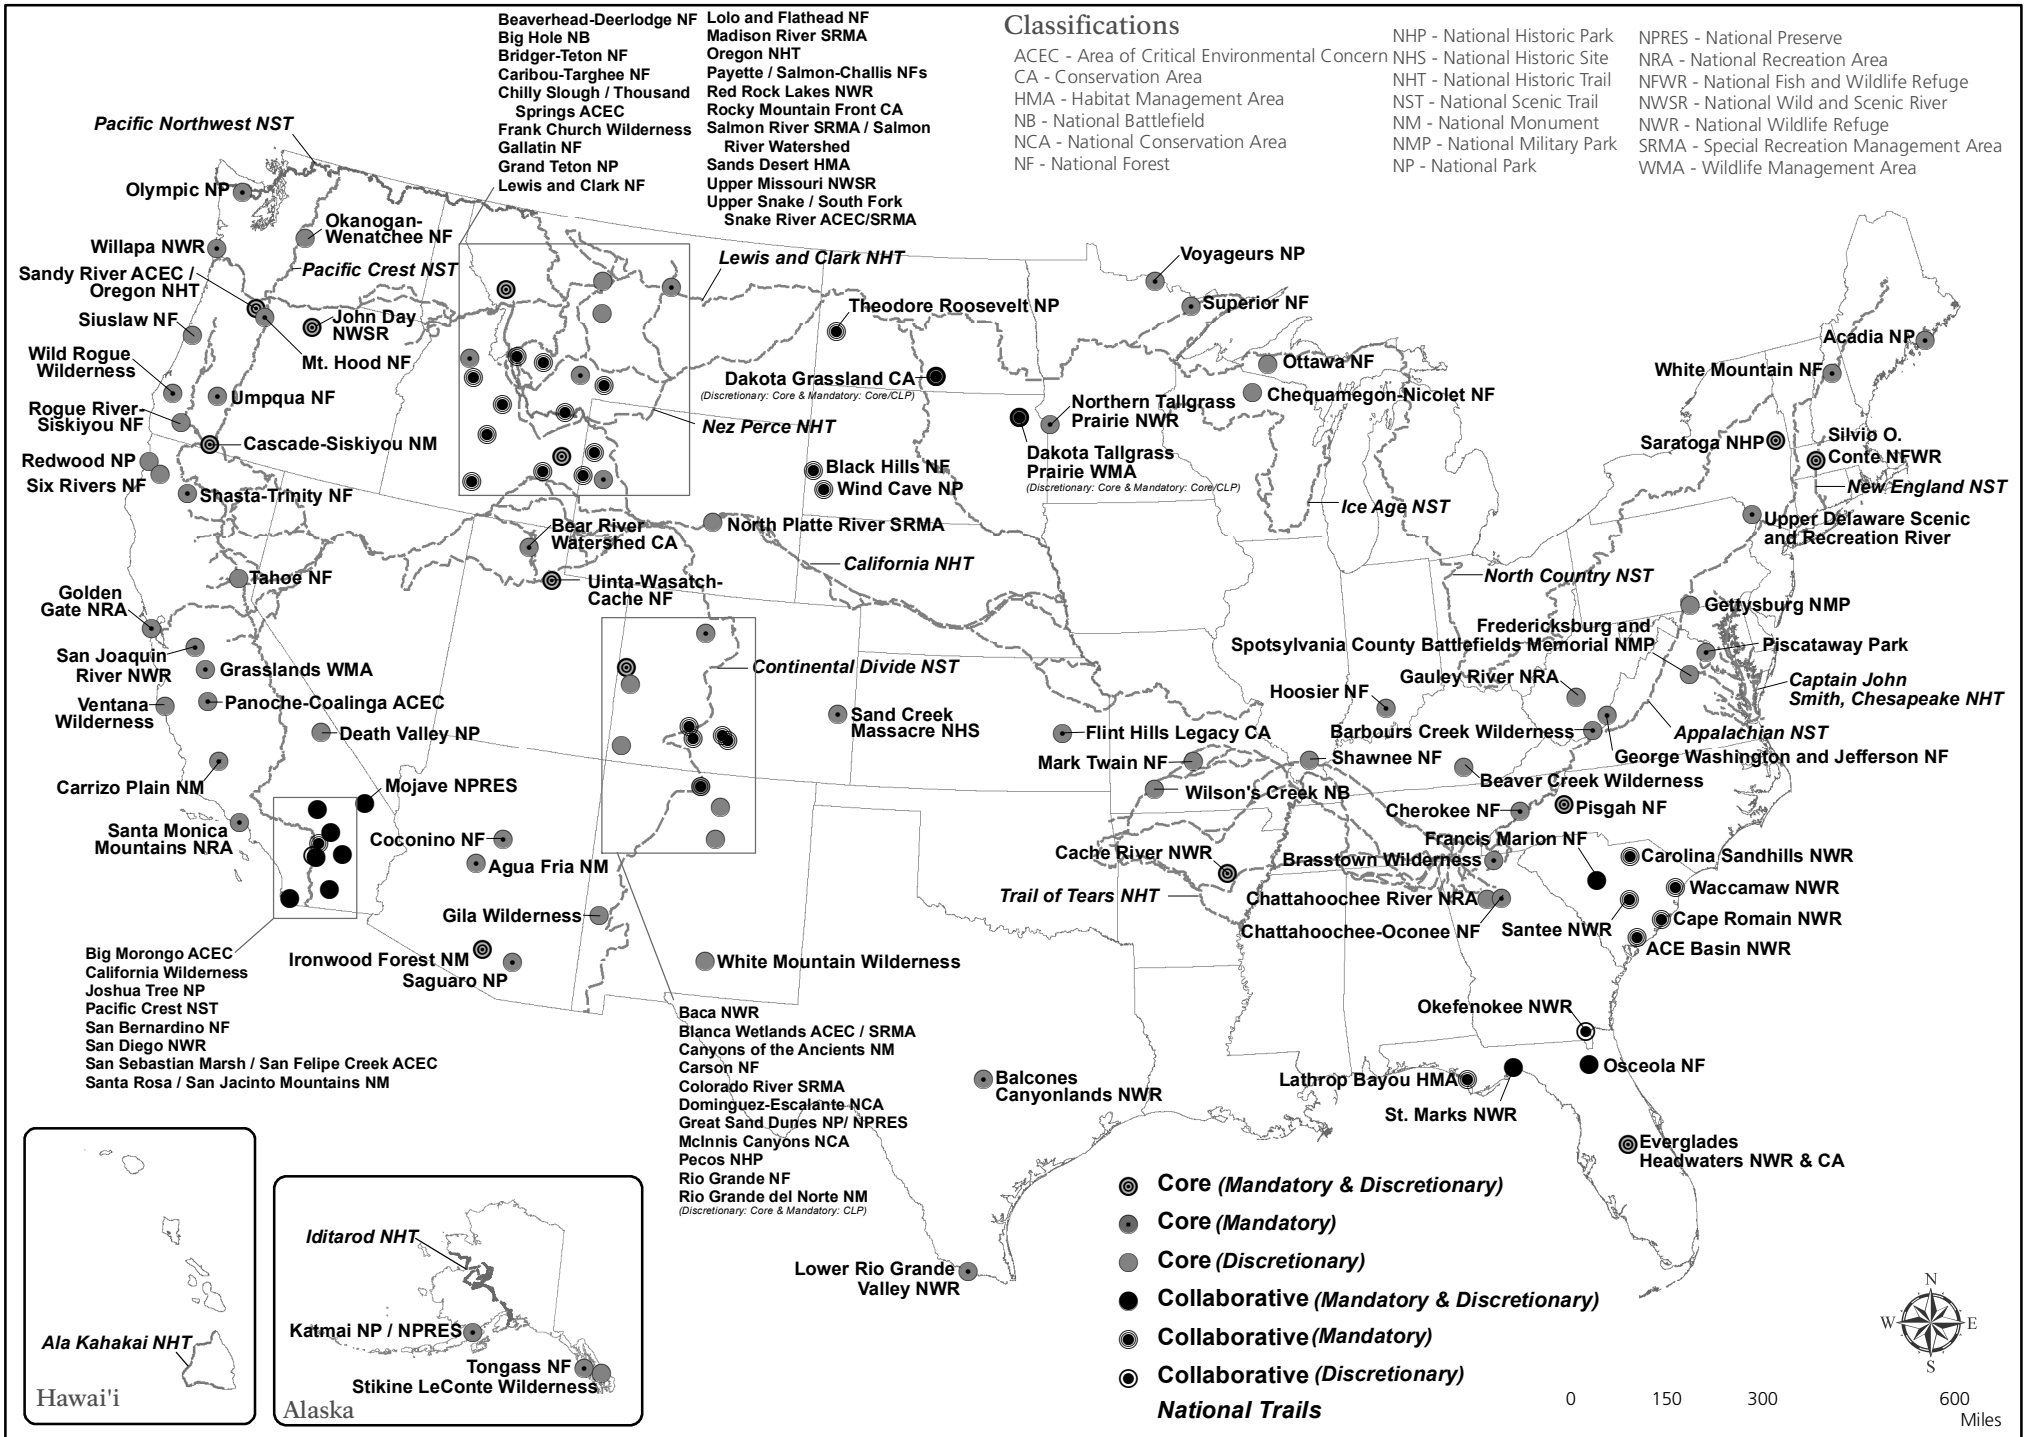 Beaverhead-Deerlodge NF
Big Hole NB
Bridger-Teton NF
Caribou-Targhee NF
Chilly Slough / Thousand
Springs ACEC
Frank Church Wilderness
Gallatin NF
Grand Teton NP
Lewis and Clark NF
Lolo and Flathead NF
Madison River SRMA
Oregon NHT
Payette / Salmon-Challis NFs
Red Rock Lakes NWR
Rocky Mountain Front CA
Salmon River SRMA / Salmon
River Watershed
Sands Desert HMA
Upper Missouri NWSR
Upper Snake / South Fork
Snake River ACEC/SRMA
Classifications
ACEC - Area of Critical Environmental Concern
CA - Conservation Area
HMA - Habitat Management Area
NB - National Battlefield
NCA - National Conservation Area
NF - National Forest
NHP - National Historic Park
NHS - National Historic Site
NHT - National Historic Trail
NST - National Scenic Trail
NM - National Monument
NMP - National Military Park
NP - National Park
NPRES - National Preserve
NRA - National Recreation Area
NFWR - National Fish and Wildlife Refuge
NWSR - National Wild and Scenic River
NWR - National Wildlife Refuge
SRMA - Special Recreation Management Area
WMA - Wildlife Management Area
Pacific Northwest NST
Olympic NP
Okanogan-
Wenatchee NF
Willapa NWR
Pacific Crest NST
Sandy River ACEC /
Oregon NHT
Siuslaw NF
John Day
NWSR
Mt. Hood NF
Wild Rogue
Wilderness
Umpqua NF
Rogue River-
Siskiyou NF
Cascade-Siskiyou NM
Redwood NP
Six Rivers NF
Shasta-Trinity NF
Tahoe NF
Golden
Gate NRA
San Joaquin
River NWR
Grasslands WMA
Ventana
Wilderness
Panoche-Coalinga ACEC
Death Valley NP
Carrizo Plain NM
Mojave NPRES
Santa Monica
Mountains NRA
Coconino NF
Agua Fria NM
Gila Wilderness
Ironwood Forest NM
Saguaro NP
Big Morongo ACEC
California Wilderness
Joshua Tree NP
Pacific Crest NST
San Bernardino NF
San Diego NWR
San Sebastian Marsh / San Felipe Creek ACEC
Santa Rosa / San Jacinto Mountains NM
Lewis and Clark NHT
Theodore Roosevelt NP
Dakota Grassland CA
(Discretionary: Core & Mandatory: Core/CLP)
Nez Perce NHT
Black Hills NF
Wind Cave NP
Bear River
Watershed CA
North Platte River SRMA
California NHT
Uinta-Wasatch-
Cache NF
Continental Divide NST
Sand Creek
Massacre NHS
White Mountain Wilderness
Baca NWR
Blanca Wetlands ACEC / SRMA
Canyons of the Ancients NM
Carson NF
Colorado River SRMA
Dominguez-Escalante NCA
Great Sand Dunes NP/ NPRES
McInnis Canyons NCA
Pecos NHP
Rio Grande NF
Rio Grande del Norte NM
(Discretionary: Core & Mandatory: CLP)
Voyageurs NP
Superior NF
Ottawa NF
Chequamegon-Nicolet NF
Northern Tallgrass
Prairie NWR
Dakota Tallgrass
Prairie WMA
(Discretionary: Core & Mandatory: Core/CLP)
Ice Age NST
North Country NST
Acadia NP
White Mountain NF
Saratoga NHP
Silvio O.
Conte NFWR
New England NST
Upper Delaware Scenic
and Recreation River
Gettysburg NMP
Fredericksburg and
Spotsylvania County Battlefields Memorial NMP
Piscataway Park
Gauley River NRA
Captain John
Smith, Chesapeake NHT
Hoosier NF
Flint Hills Legacy CA
Barbours Creek Wilderness
Appalachian NST
George Washington and Jefferson NF
Mark Twain NF
Shawnee NF
Beaver Creek Wilderness
Wilson's Creek NB
Cherokee NF
Pisgah NF
Francis Marion NF
Cache River NWR
Brasstown Wilderness
Carolina Sandhills NWR
Trail of Tears NHT
Chattahoochee River NRA
Waccamaw NWR
Chattahoochee-Oconee NF
Santee NWR
Cape Romain NWR
ACE Basin NWR
Okefenokee NWR
Osceola NF
Lathrop Bayou HMA
St. Marks NWR
Balcones
Canyonlands NWR
Everglades
Headwaters NWR & CA
Lower Rio Grande
Valley NWR
Core (Mandatory & Discretionary)
Core (Mandatory)
Core (Discretionary)
Collaborative (Mandatory & Discretionary)
Collaborative (Mandatory)
Collaborative (Discretionary)
National Trails
Ala Kahakai NHT
Hawai'i
Iditarod NHT
Katmai NP / NPRES
Tongass NF
Stikine LeConte Wilderness
Alaska
N
W
E
S
0 150 300 600
Miles